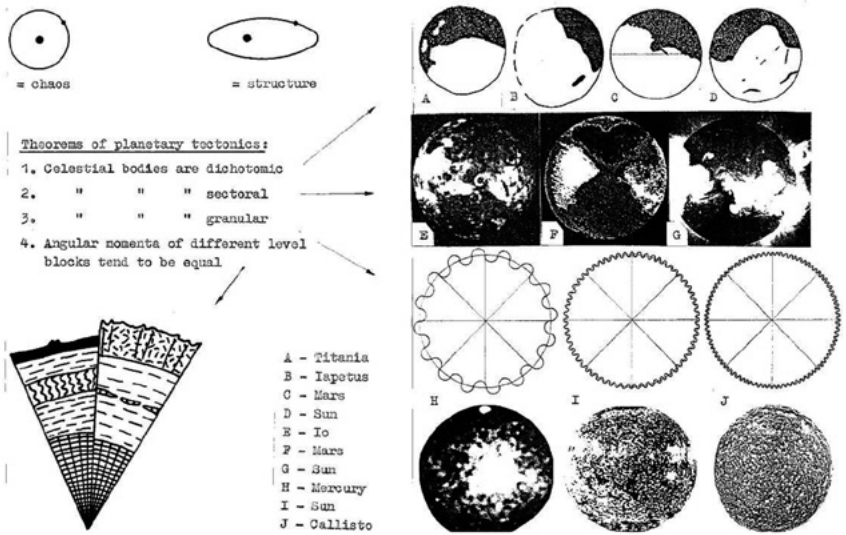 = chaos
= structure
Theorems of planetary tectonics:
1. Celestial bodies are dichotomic
2. " " " sectoral
3. " " " granular
4. Angular momenta of different level
blocks tend to be equal
A - Titania
B - Iapetus
C - Mars
D - Sun
E - Io
F - Mars
G - Sun
H - Mercury
I - Sun
J - Callisto
A
B
C
D
E
F
G
H
I
J